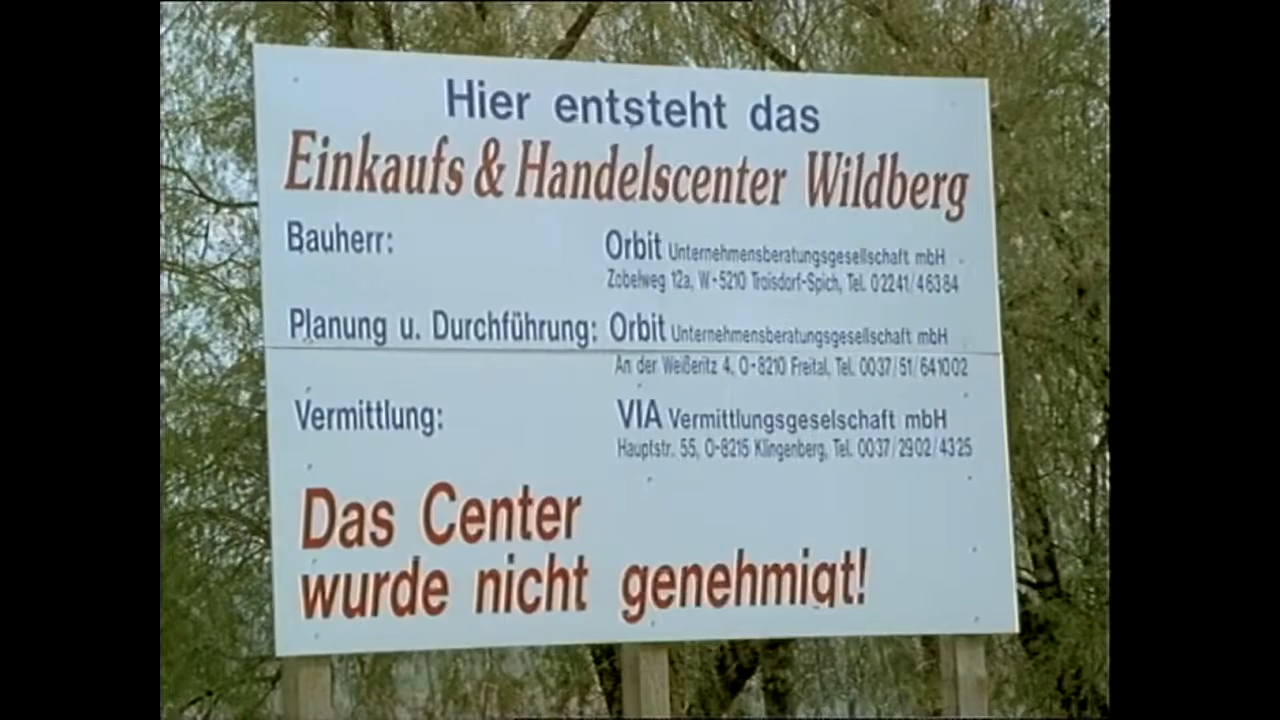 Hier entsteht das
Einkaufs & Handelscenter Wildberg
Bauherr: Orbit Unternehmensberatungsgesellschaft mbH
Zobelweg 12a, W-5210 Troisdorf-Spich, Tel. 02241/46384
Planung u. Durchführung: Orbit Unternehmensberatungsgesellschaft mbH
An der Weißeritz 4, O-8210 Freital, Tel. 0037/51/641002
Vermittlung: VIA Vermittlungsgeselschaft mbH
Hauptstr. 55, O-8215 Klingenberg, Tel. 0037/2902/4325
Das Center
wurde nicht genehmigt!